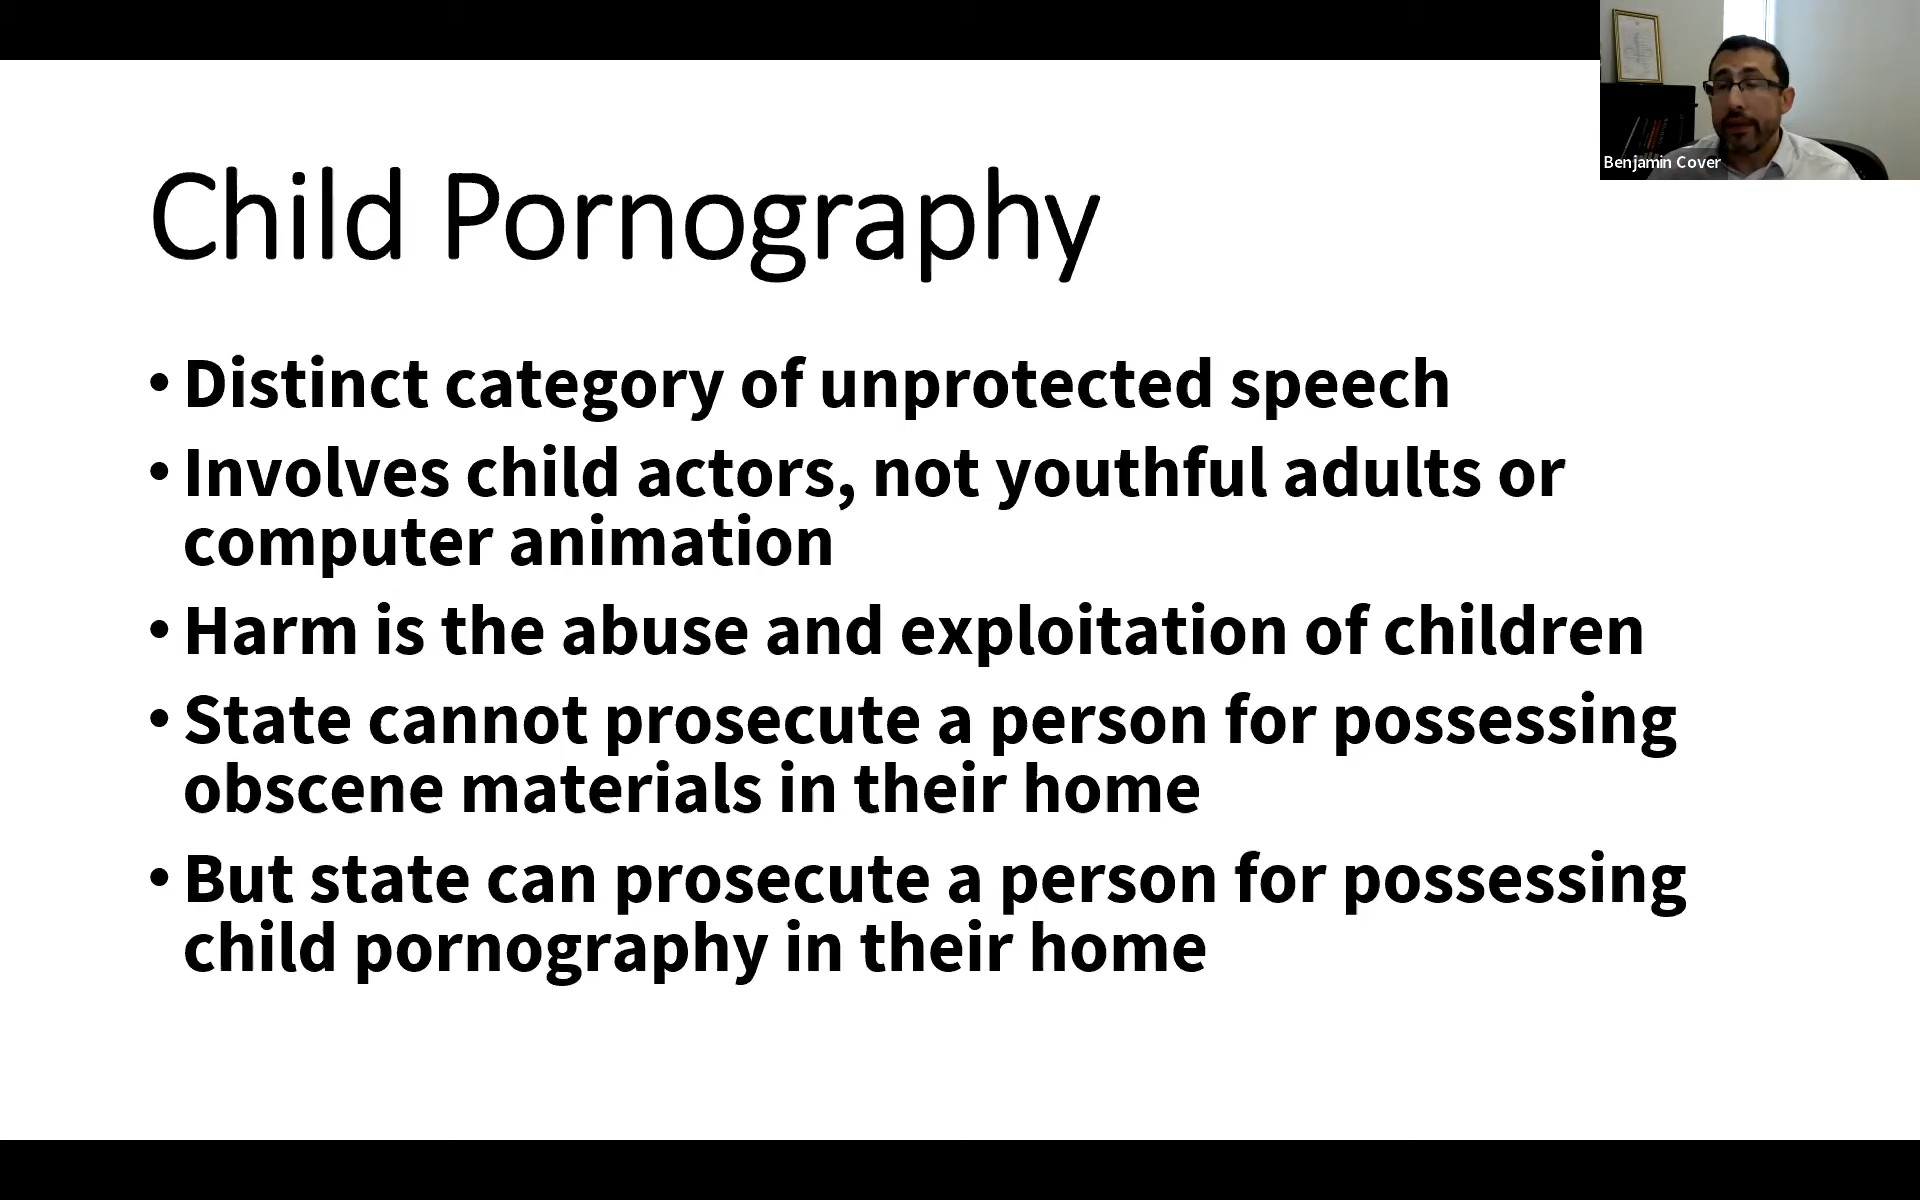 Benjamin Cover
Child Pornography
• Distinct category of unprotected speech
• Involves child actors, not youthful adults or
computer animation
• Harm is the abuse and exploitation of children
• State cannot prosecute a person for possessing
obscene materials in their home
• But state can prosecute a person for possessing
child pornography in their home